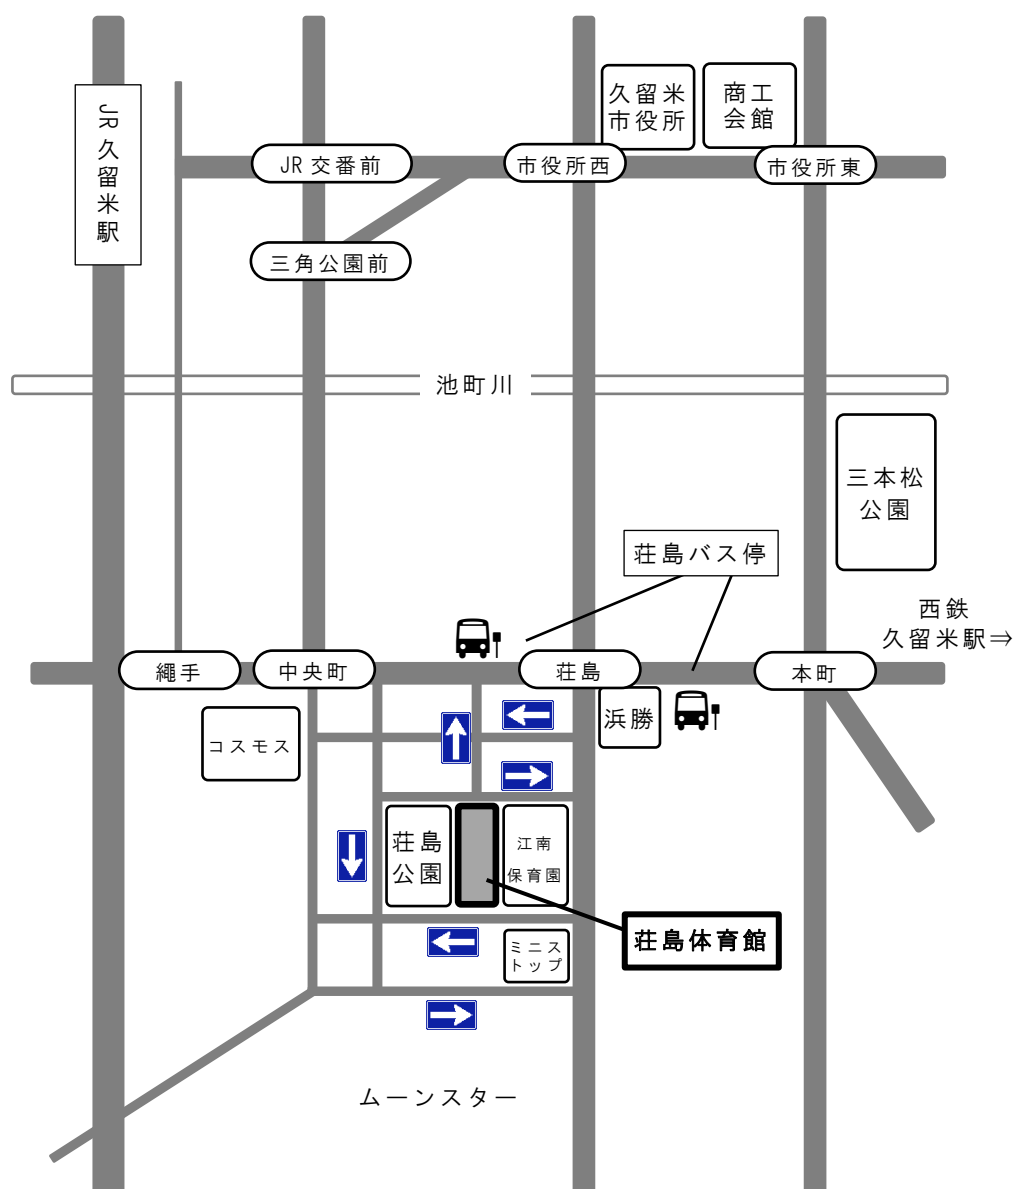 JR久留米駅
久留米
市役所
商工
会館
JR交番前
市役所西
市役所東
三角公園前
池町川
三本松
公園
荘島バス停
西鉄
久留米駅⇒
繩手
中央町
荘島
本町
浜勝
コスモス
荘島
公園
江南
保育園
荘島体育館
ミニス
トップ
ムーンスター